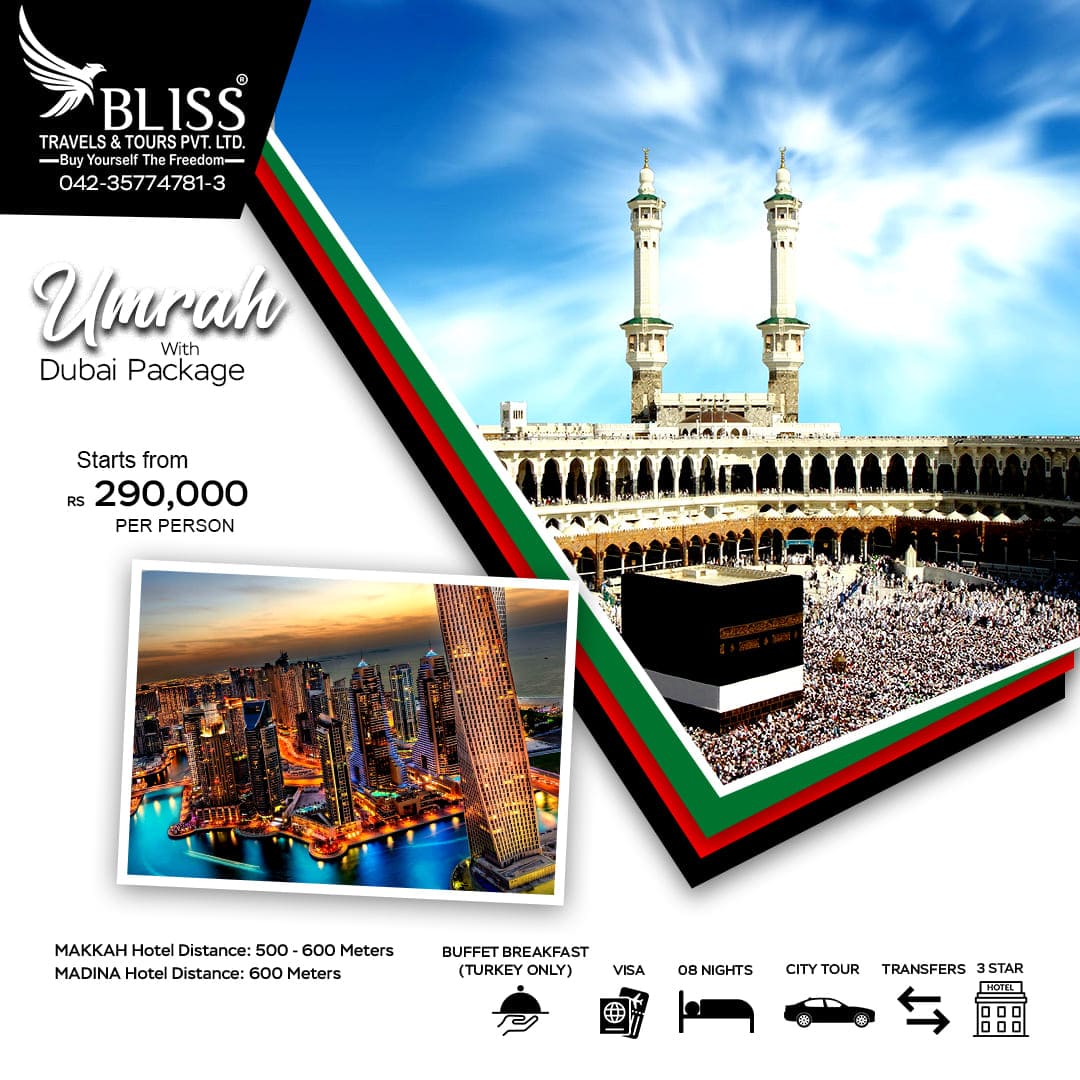 BLISS®
TRAVELS & TOURS PVT. LTD.
Buy Yourself The Freedom
042-35774781-3
Umrah
With
Dubai Package
Starts from
RS 290,000
PER PERSON
MAKKAH Hotel Distance: 500 - 600 Meters
MADINA Hotel Distance: 600 Meters
BUFFET BREAKFAST
(TURKEY ONLY)
VISA
08 NIGHTS
CITY TOUR
TRANSFERS
3 STAR
HOTEL